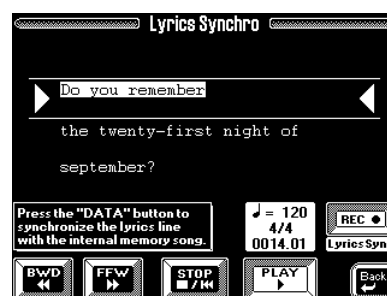 Lyrics Synchro
Do you remember
the twenty-first night of
september?
Press the "DATA" button to
synchronize the lyrics line
with the internal memory song.
♩= 120
4/4
0014.01
REC ●
Lyrics Syn
BWD
FFW
STOP
PLAY
Back